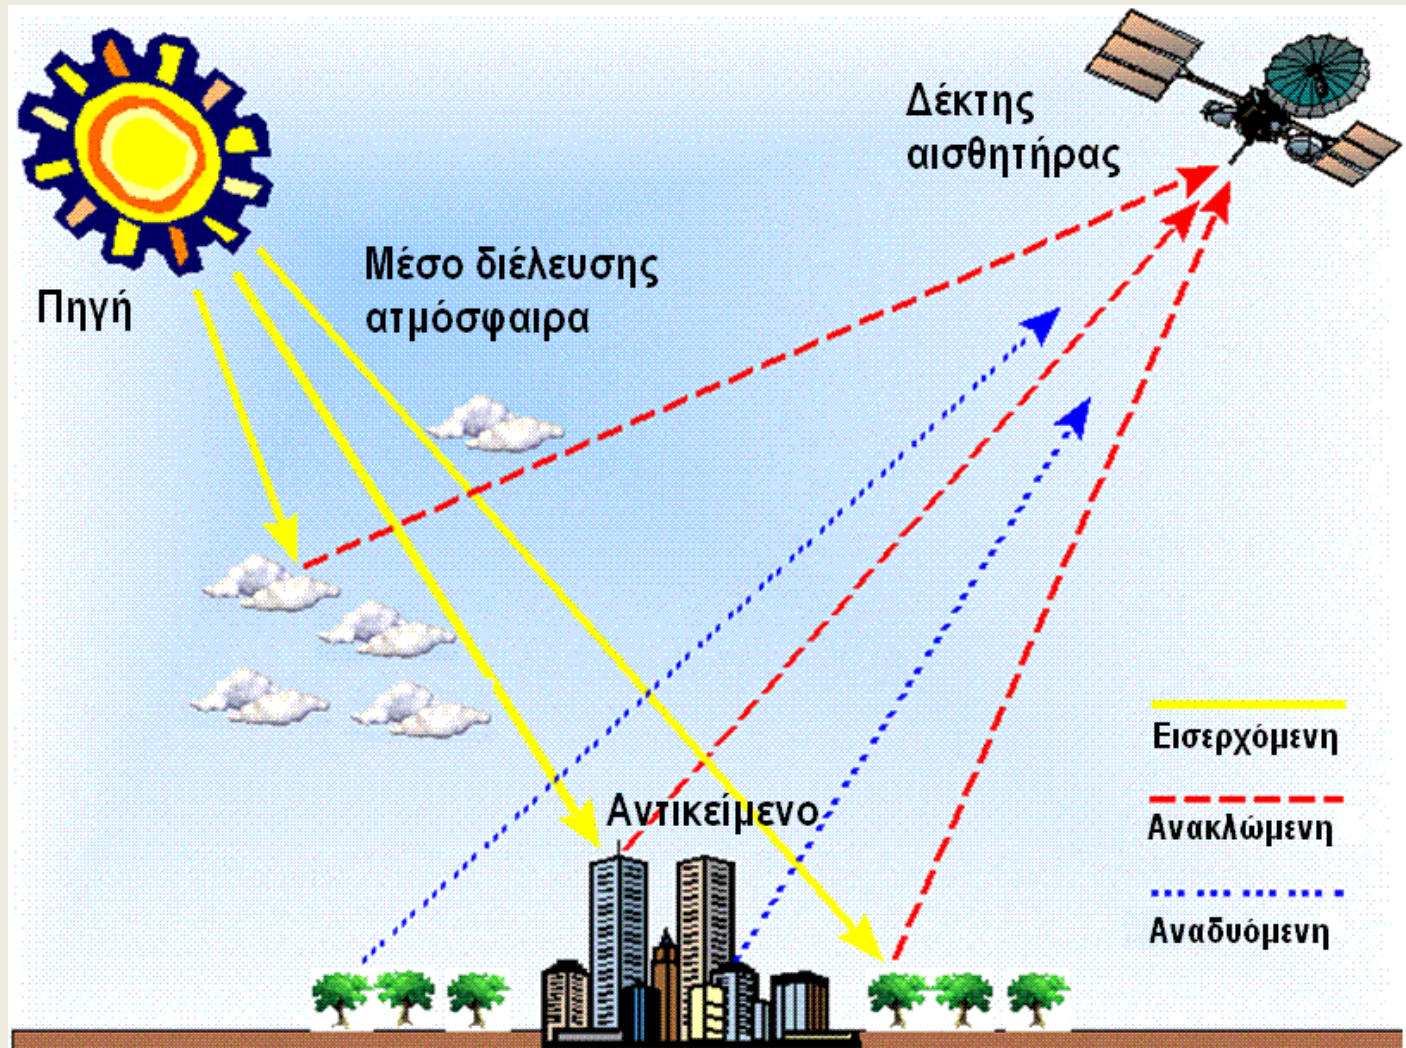 Δέκτης
αισθητήρας
Μέσο διέλευσης
ατμόσφαιρα
Πηγή
Εισερχόμενη
Αντικείμενο
Ανακλώμενη
Αναδυόμενη